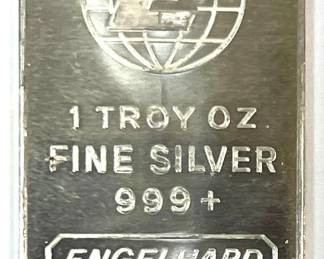 1 TROY OZ.
FINE SILVER
999+
ENGELHARD